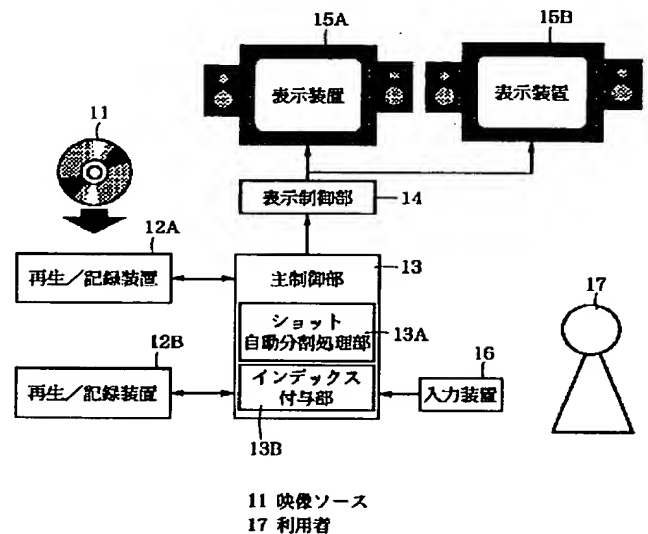 15A
15B
表示装置
表示装置
11
表示制御部
14
12A
13
17
再生／記録装置
主制御部
ショット
自動分割処理部
13A
12B
16
再生／記録装置
インデックス
付与部
入力装置
13B
11 映像ソース
17 利用者